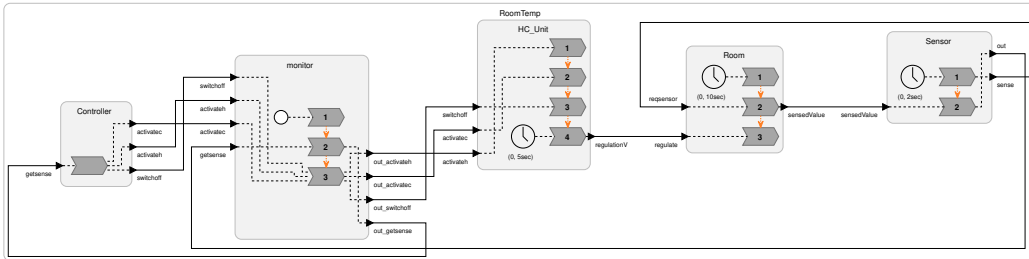 RoomTemp
Controller
getsense
activatec
activateh
switchoff
monitor
switchoff
activateh
activatec
getsense
1
2
3
out_activateh
out_activatec
out_switchoff
out_getsense
HC_Unit
switchoff
activatec
activateh
1
2
3
4
(0, 5sec)
regulationV
Room
reqsensor
regulate
(0, 10sec)
1
2
3
sensedValue
Sensor
sensedValue
(0, 2sec)
1
2
out
sense